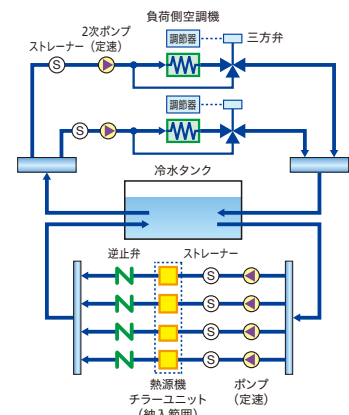 負荷側空調機
2次ポンプ
ストレーナー（定速）
調節器
三方弁
S
調節器
S
冷水タンク
逆止弁
ストレーナー
S
S
S
S
熱源機
チラーユニット
（納入範囲）
ポンプ
（定速）